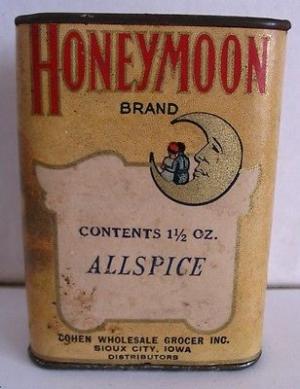 HONEYMOON
BRAND
CONTENTS 1½ OZ.
ALLSPICE
COHEN WHOLESALE GROCER INC.
SIOUX CITY, IOWA
DISTRIBUTORS